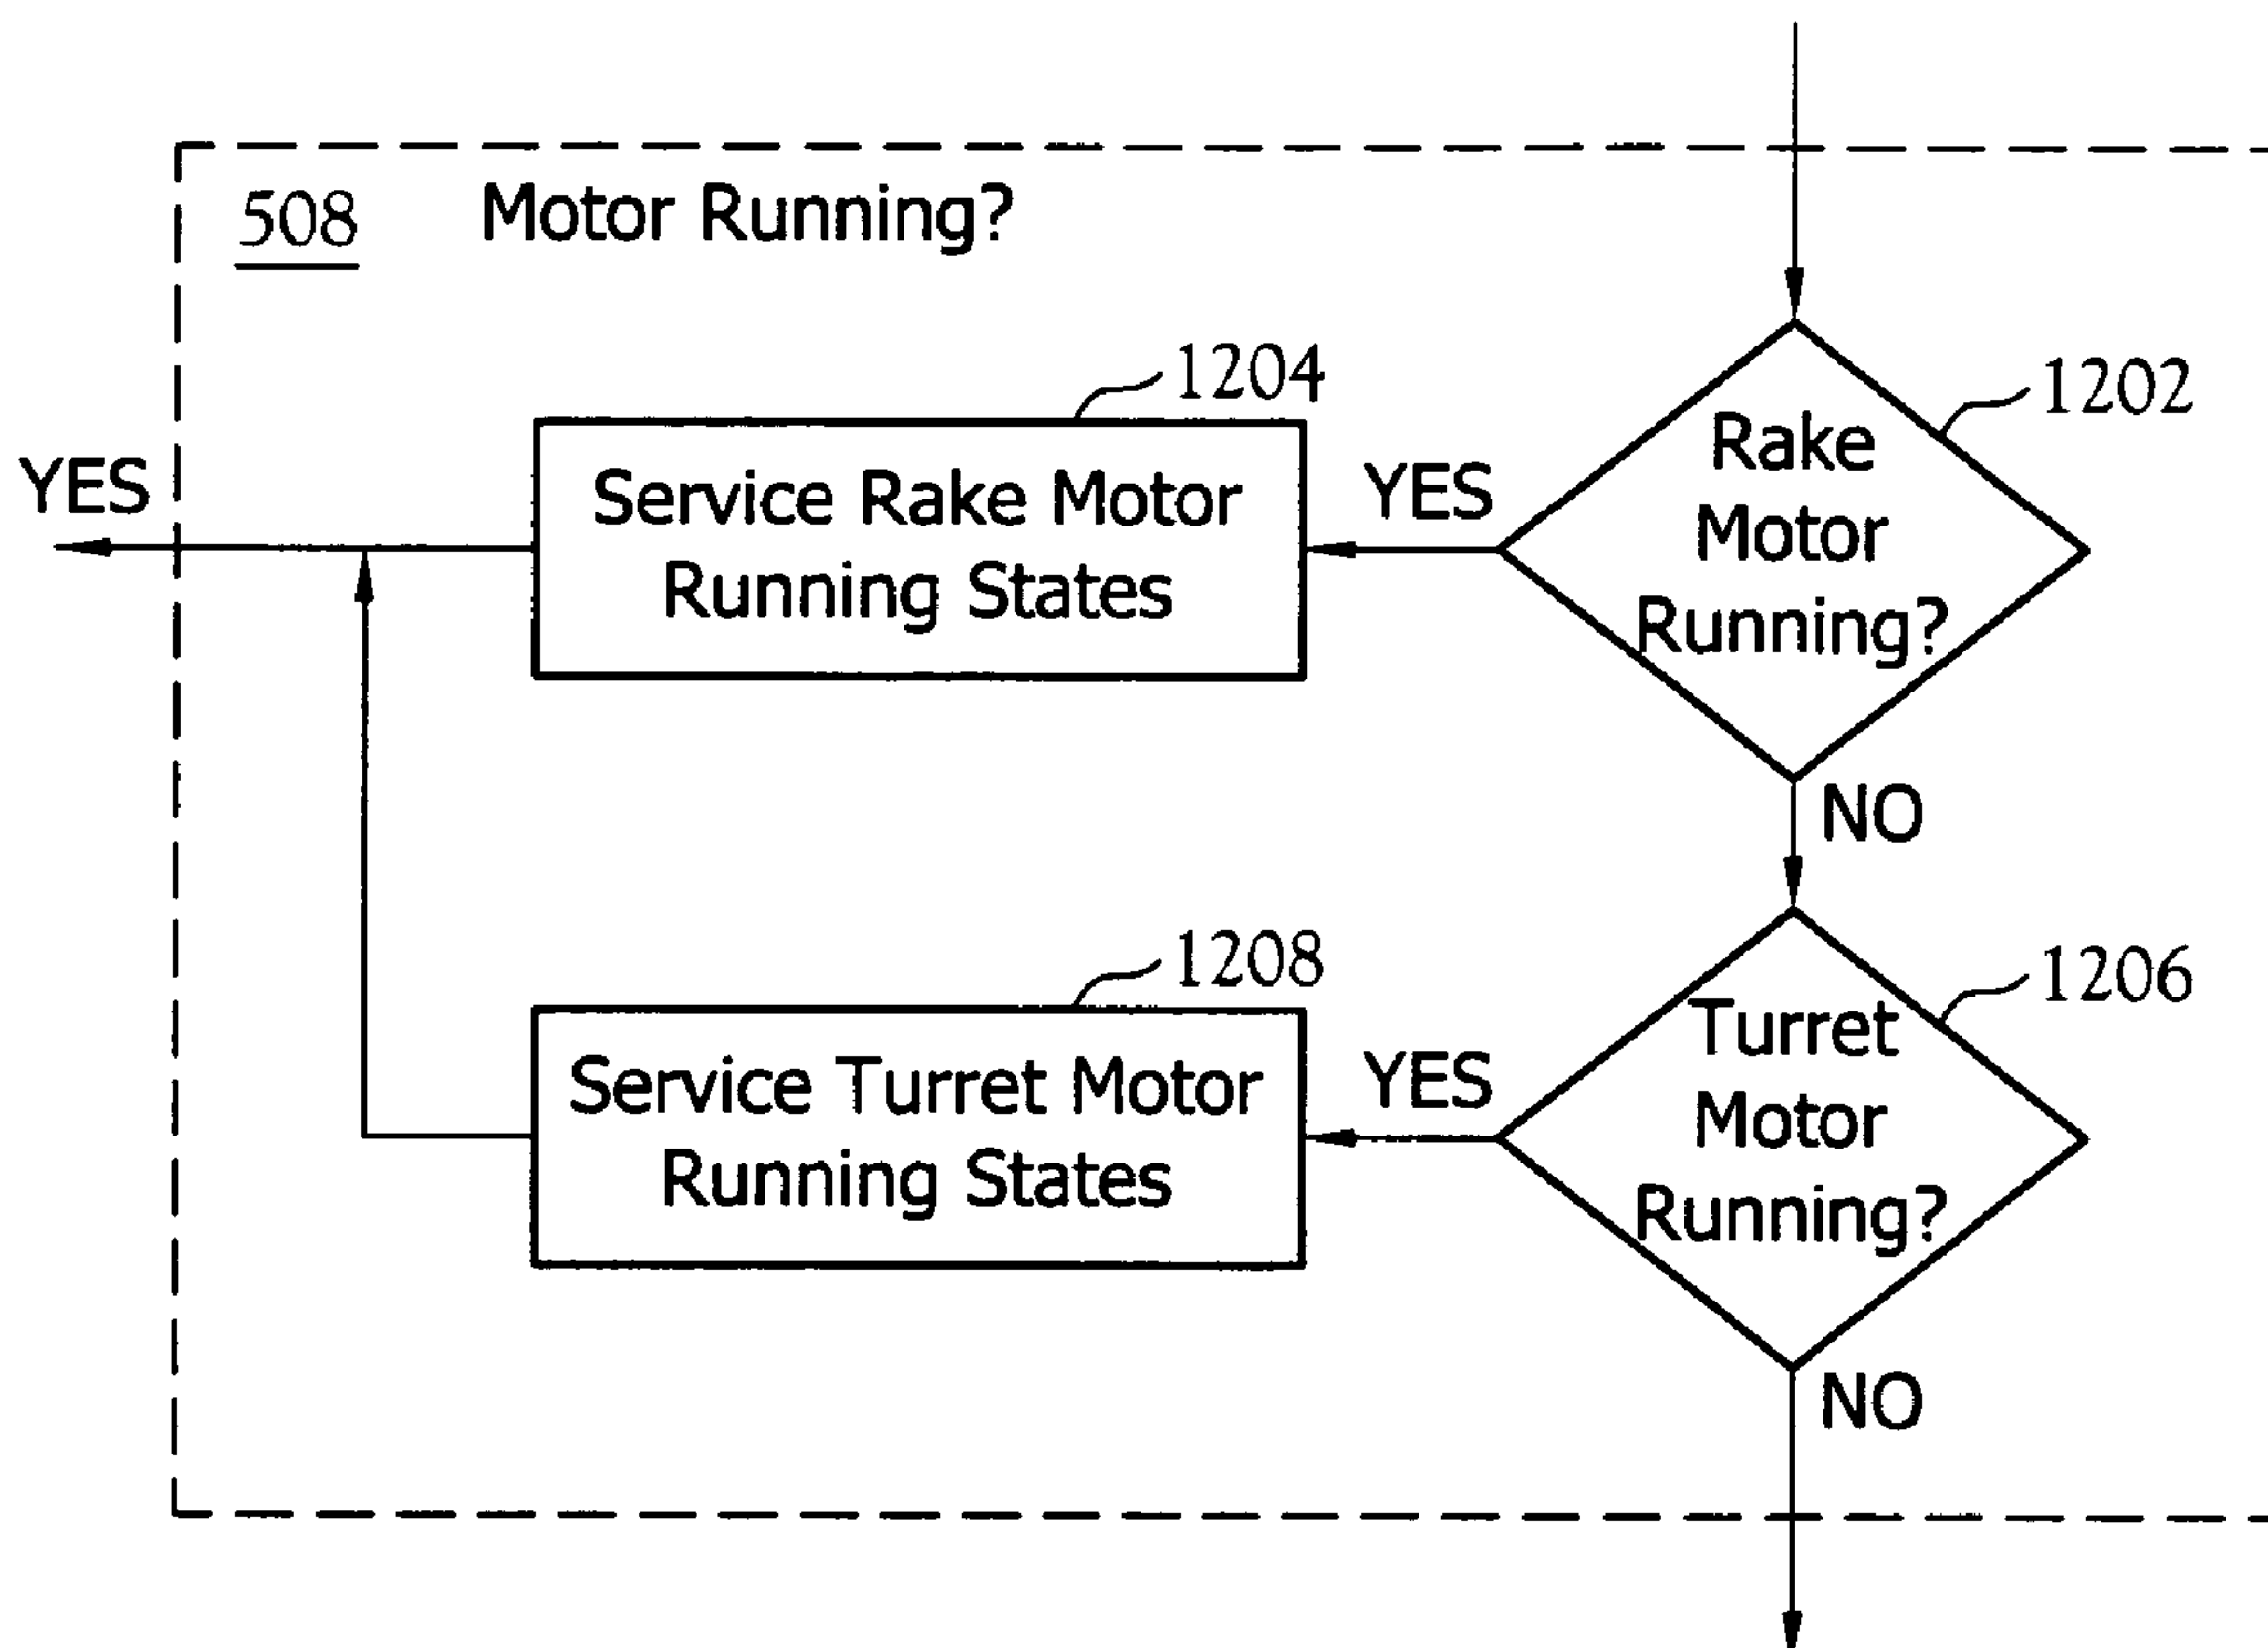 508 Motor Running?
1204
1202
YES
Service Rake Motor
Running States
YES
Rake
Motor
Running?
NO
1208
1206
Service Turret Motor
Running States
YES
Turret
Motor
Running?
NO